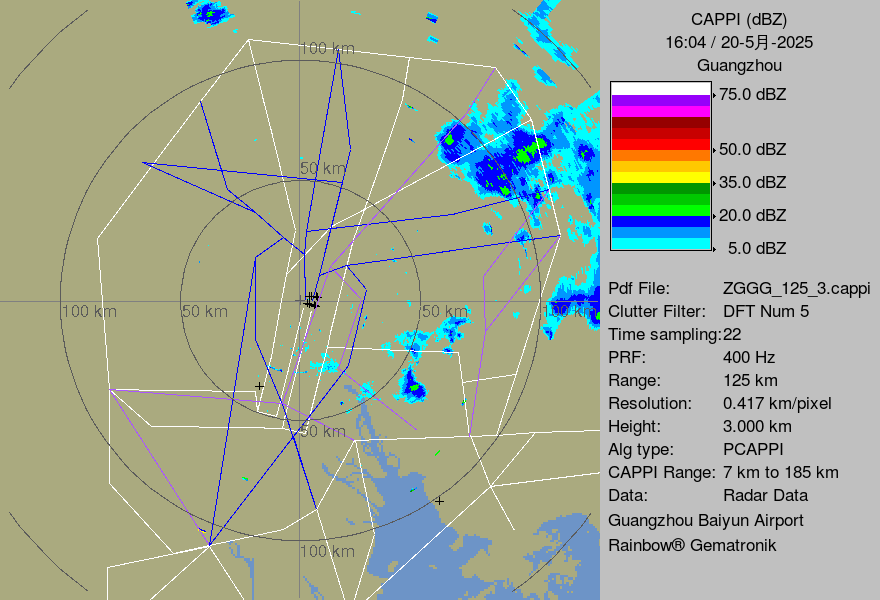 CAPPI (dBZ)
16:04 / 20-5月-2025
Guangzhou
75.0 dBZ
50.0 dBZ
35.0 dBZ
20.0 dBZ
5.0 dBZ
Pdf File: ZGGG_125_3.cappi
Clutter Filter: DFT Num 5
Time sampling:22
PRF: 400 Hz
Range: 125 km
Resolution: 0.417 km/pixel
Height: 3.000 km
Alg type: PCAPPI
CAPPI Range: 7 km to 185 km
Data: Radar Data
Guangzhou Baiyun Airport
Rainbow® Gematronik
100 km
50 km
100 km
50 km
50 km
100 km
50 km
100 km